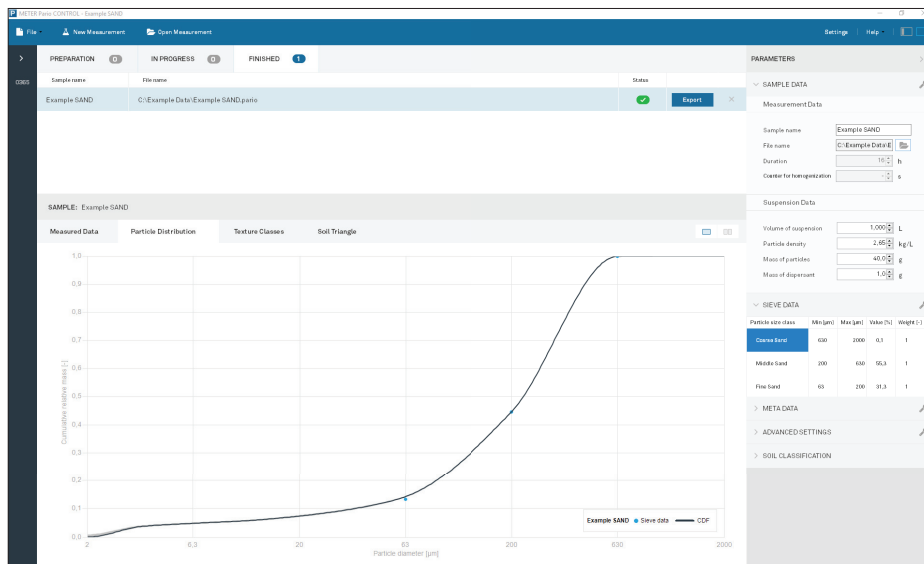 METER Pario CONTROL - Example SAND
File New Measurement Open Measurement Settings Help
0365
PREPARATION 0 IN PROGRESS 0 FINISHED 1
Sample name File name Status
Example SAND C:\Example Data\Example SAND.pario Export
SAMPLE: Example SAND
Measured Data Particle Distribution Texture Classes Soil Triangle
Cumulative relative mass [-]
1,0
0,9
0,8
0,7
0,6
0,5
0,4
0,3
0,2
0,1
0,0
Example SAND Sieve data CDF
2 6,3 20 63 200 630 2000
Particle diameter [µm]
PARAMETERS
SAMPLE DATA
Measurement Data
Sample name Example SAND
File name C:\Example Data\E
Duration 10 h
Counter for homogenization - s
Suspension Data
Volume of suspension 1,000 L
Particle density 2,65 kg/L
Mass of particles 40,0 g
Mass of dispersant 1,0 g
SIEVE DATA
Particle size class Min [µm] Max [µm] Value [%] Weight [-]
Coarse Sand 630 2000 0,1 1
Middle Sand 200 630 55,3 1
Fine Sand 63 200 31,3 1
META DATA
ADVANCED SETTINGS
SOIL CLASSIFICATION